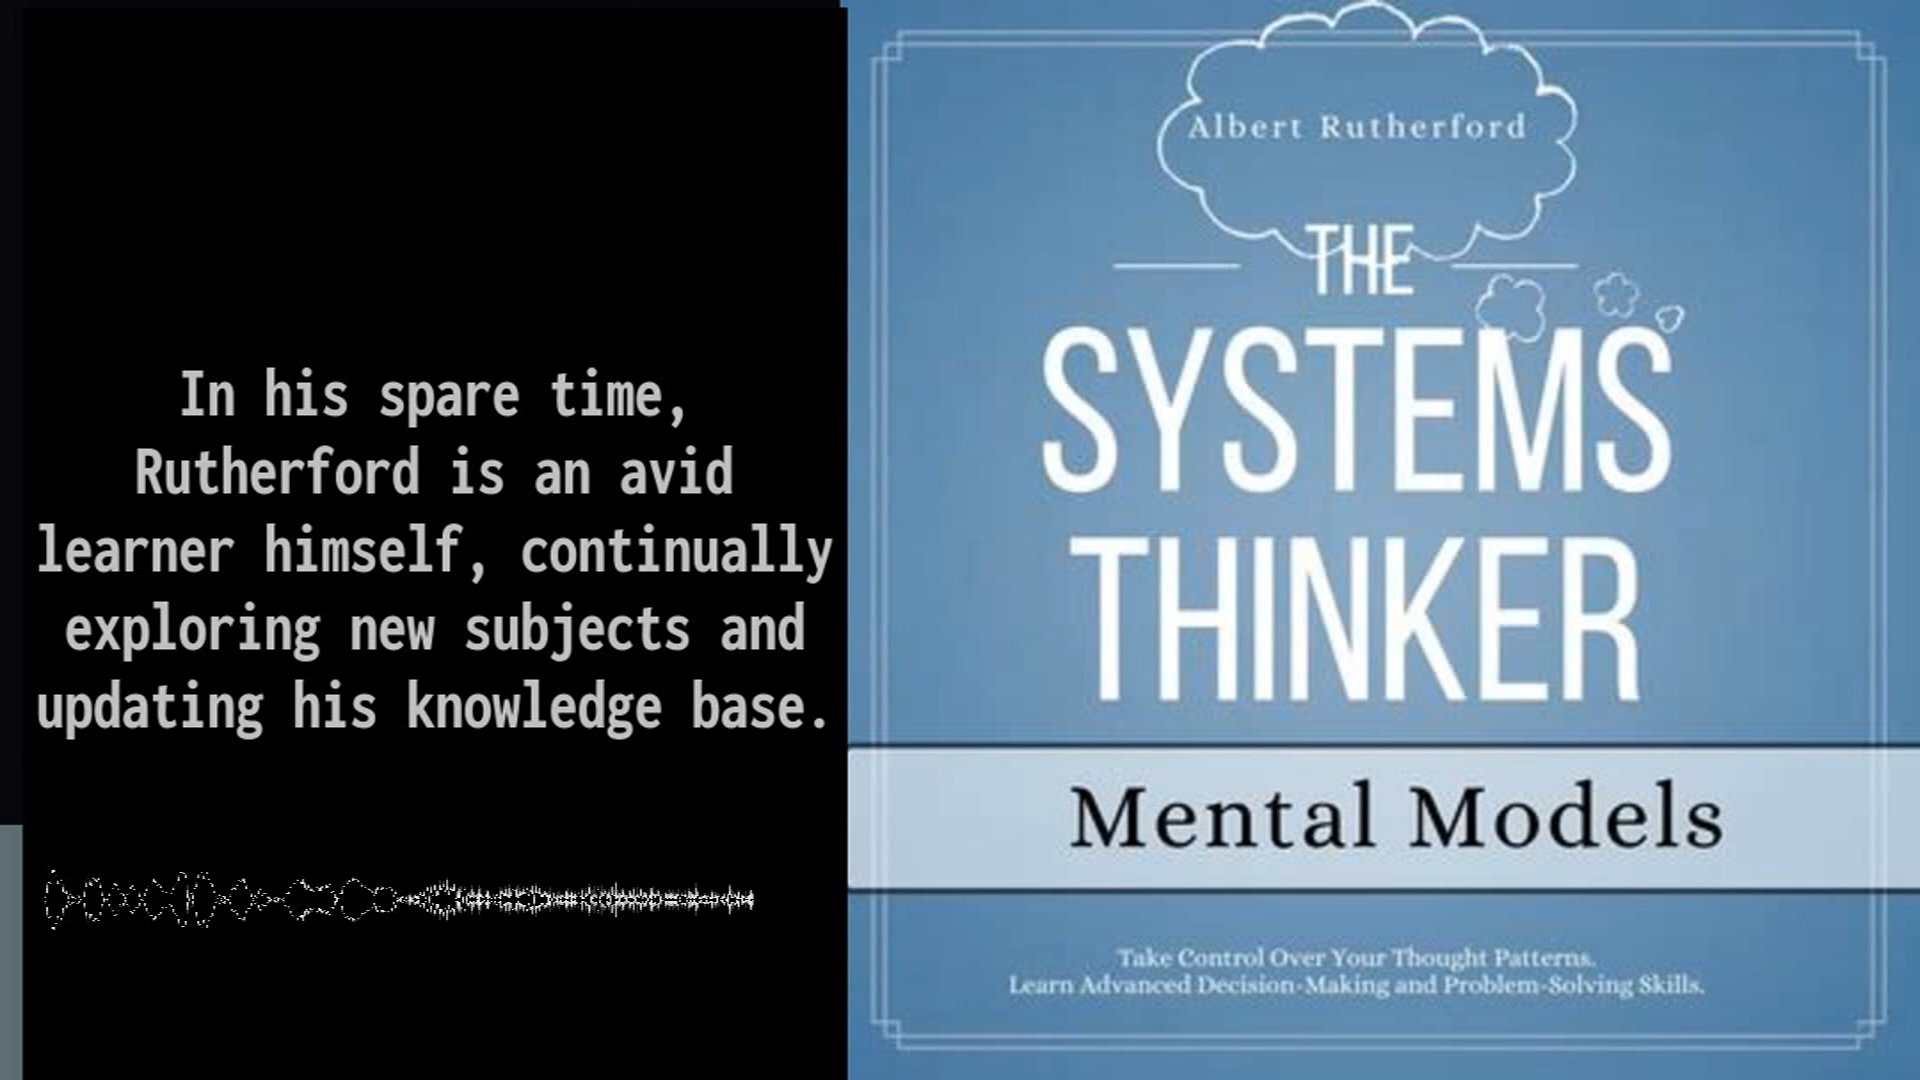 In his spare time,
Rutherford is an avid
learner himself, continually
exploring new subjects and
updating his knowledge base.
Albert Rutherford
THE
SYSTEMS
THINKER
Mental Models
Take Control Over Your Thought Patterns.
Learn Advanced Decision-Making and Problem-Solving Skills.